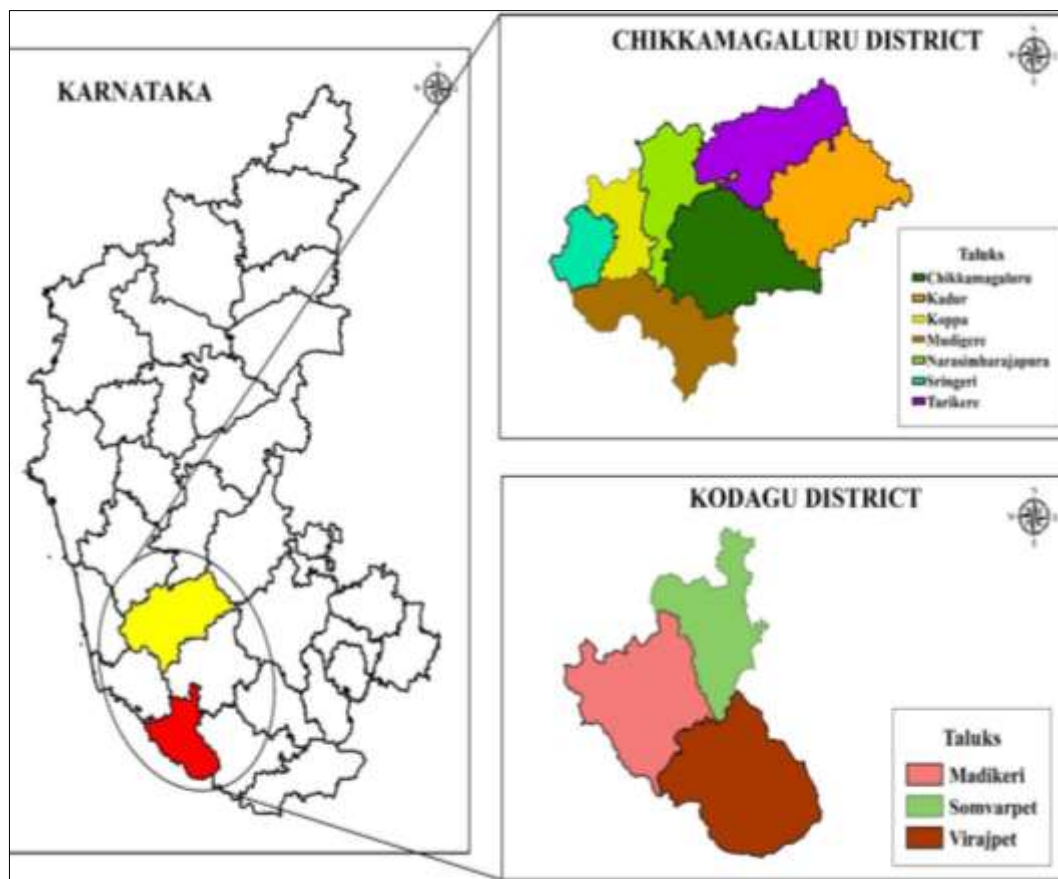 KARNATAKA
CHIKKAMAGALURU DISTRICT
Taluks
Chikkamagaluru
Kadur
Koppa
Mudigere
Narasimharajapura
Sringeri
Tarikere
KODAGU DISTRICT
Taluks
Madikeri
Somvarpet
Virajpet